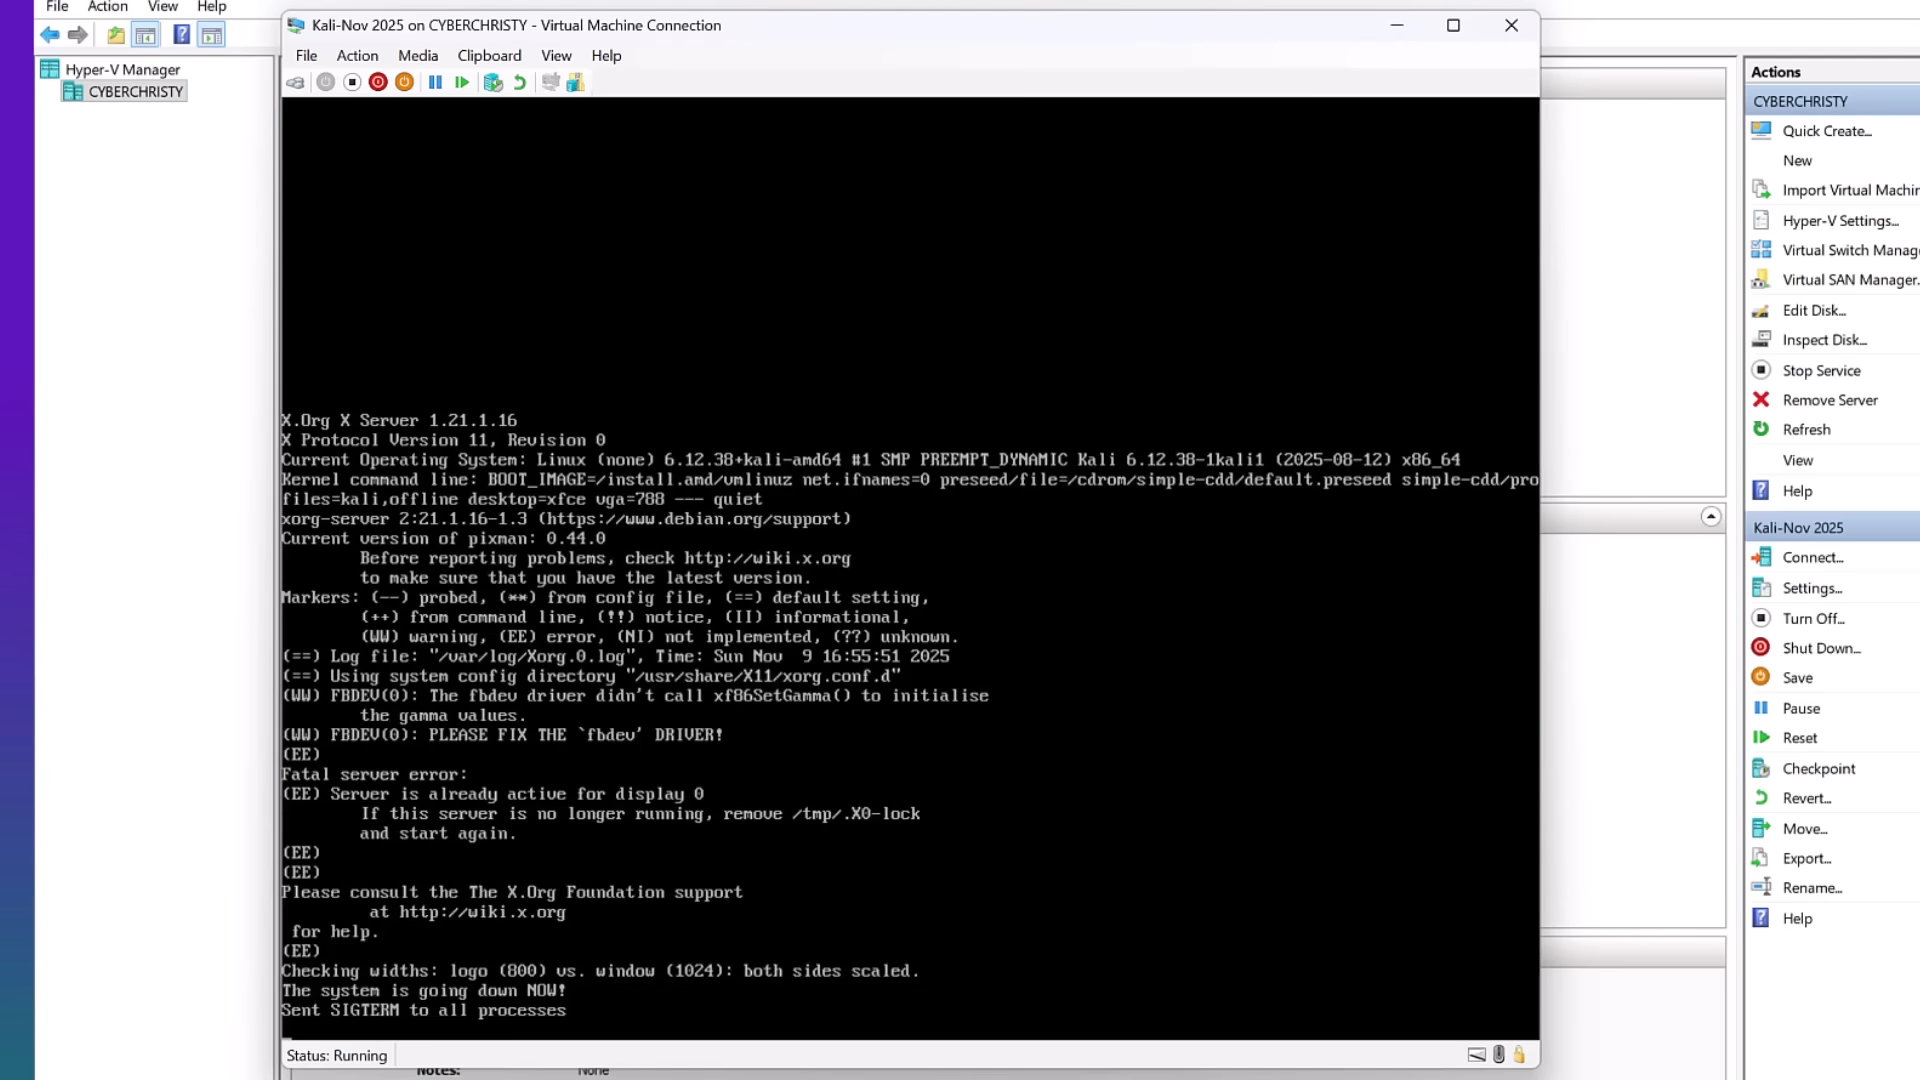 File Action View Help
Hyper-V Manager
CYBERCHRISTY
Kali-Nov 2025 on CYBERCHRISTY - Virtual Machine Connection
File Action Media Clipboard View Help
X.Org X Server 1.21.1.16
X Protocol Version 11, Revision 0
Current Operating System: Linux (none) 6.12.38+kali-amd64 #1 SMP PREEMPT_DYNAMIC Kali 6.12.38-1kali1 (2025-08-12) x86_64
Kernel command line: BOOT_IMAGE=/install.amd/vmlinuz net.ifnames=0 preseed/file=/cdrom/simple-cdd/default.preseed simple-cdd/pro
files=kali,offline desktop=xfce vga=788 --- quiet
xorg-server 2:21.1.16-1.3 (https://www.debian.org/support)
Current version of pixman: 0.44.0
Before reporting problems, check http://wiki.x.org
to make sure that you have the latest version.
Markers: (--) probed, (**) from config file, (==) default setting,
(++) from command line, (!!) notice, (II) informational,
(WW) warning, (EE) error, (NI) not implemented, (??) unknown.
(==) Log file: "/var/log/Xorg.0.log", Time: Sun Nov  9 16:55:51 2025
(==) Using system config directory "/usr/share/X11/xorg.conf.d"
(WW) FBDEV(0): The fbdev driver didn't call xf86SetGamma() to initialise
the gamma values.
(WW) FBDEV(0): PLEASE FIX THE `fbdev' DRIVER!
(EE)
Fatal server error:
(EE) Server is already active for display 0
If this server is no longer running, remove /tmp/.X0-lock
and start again.
(EE)
(EE)
Please consult the The X.Org Foundation support
at http://wiki.x.org
for help.
(EE)
Checking widths: logo (800) vs. window (1024): both sides scaled.
The system is going down NOW!
Sent SIGTERM to all processes
Status: Running
Notes: None
Actions
CYBERCHRISTY
Quick Create...
New
Import Virtual Machin
Hyper-V Settings...
Virtual Switch Manag
Virtual SAN Manager.
Edit Disk...
Inspect Disk...
Stop Service
Remove Server
Refresh
View
Help
Kali-Nov 2025
Connect...
Settings...
Turn Off...
Shut Down...
Save
Pause
Reset
Checkpoint
Revert...
Move...
Export...
Rename...
Help